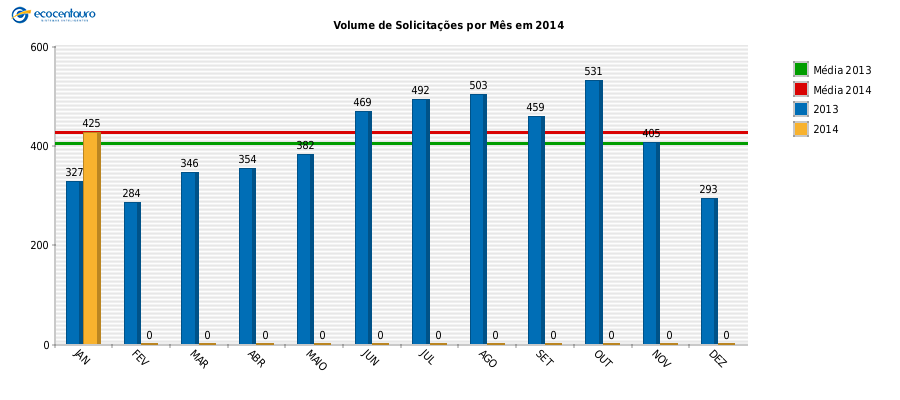 ecocentauro
Volume de Solicitações por Mês em 2014
600
400
200
0
327
425
284
0
346
0
354
0
382
0
469
0
492
0
503
0
459
0
531
0
405
0
293
0
JAN
FEV
MAR
ABR
MAIO
JUN
JUL
AGO
SET
OUT
NOV
DEZ
Média 2013
Média 2014
2013
2014